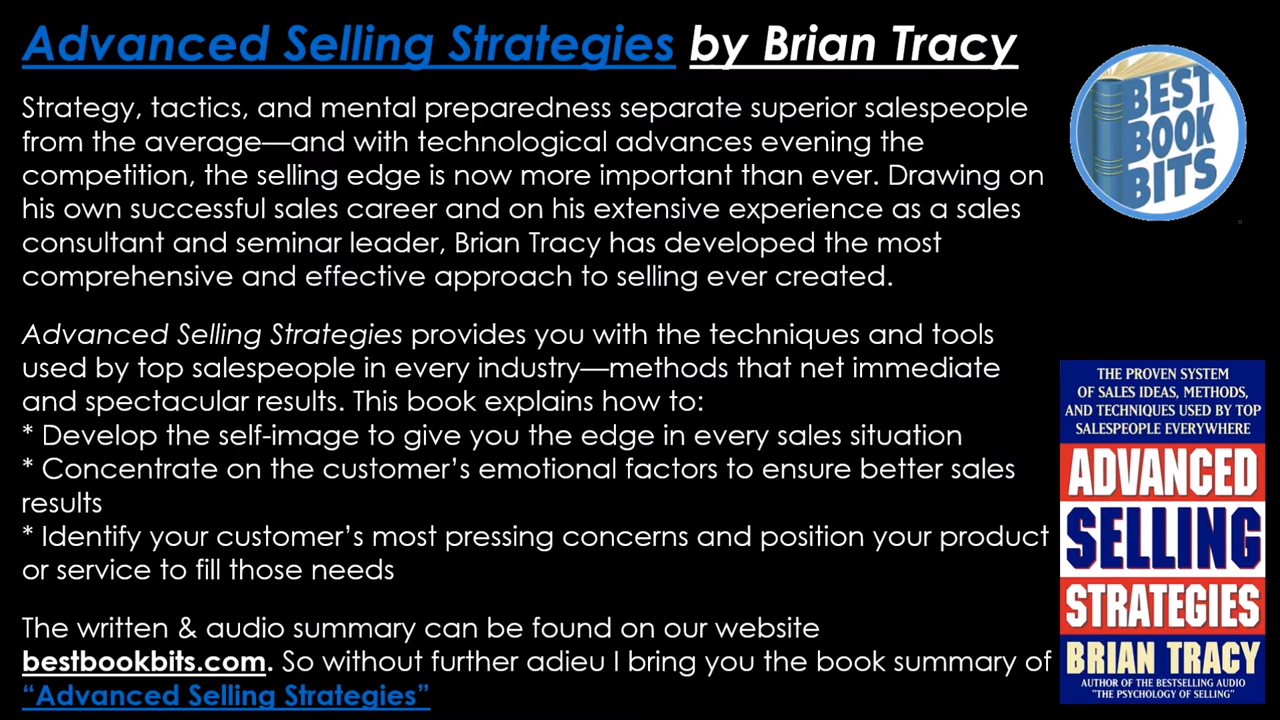 Advanced Selling Strategies by Brian Tracy
Strategy, tactics, and mental preparedness separate superior salespeople
from the average—and with technological advances evening the
competition, the selling edge is now more important than ever. Drawing on
his own successful sales career and on his extensive experience as a sales
consultant and seminar leader, Brian Tracy has developed the most
comprehensive and effective approach to selling ever created.
Advanced Selling Strategies provides you with the techniques and tools
used by top salespeople in every industry—methods that net immediate
and spectacular results. This book explains how to:
* Develop the self-image to give you the edge in every sales situation
* Concentrate on the customer’s emotional factors to ensure better sales
results
* Identify your customer’s most pressing concerns and position your product
or service to fill those needs
The written & audio summary can be found on our website
bestbookbits.com. So without further adieu I bring you the book summary of
“Advanced Selling Strategies”
BEST
BOOK
BITS
THE PROVEN SYSTEM
OF SALES IDEAS, METHODS,
AND TECHNIQUES USED BY TOP
SALESPEOPLE EVERYWHERE
ADVANCED
SELLING
STRATEGIES
BRIAN TRACY
AUTHOR OF THE BESTSELLING AUDIO
"THE PSYCHOLOGY OF SELLING"